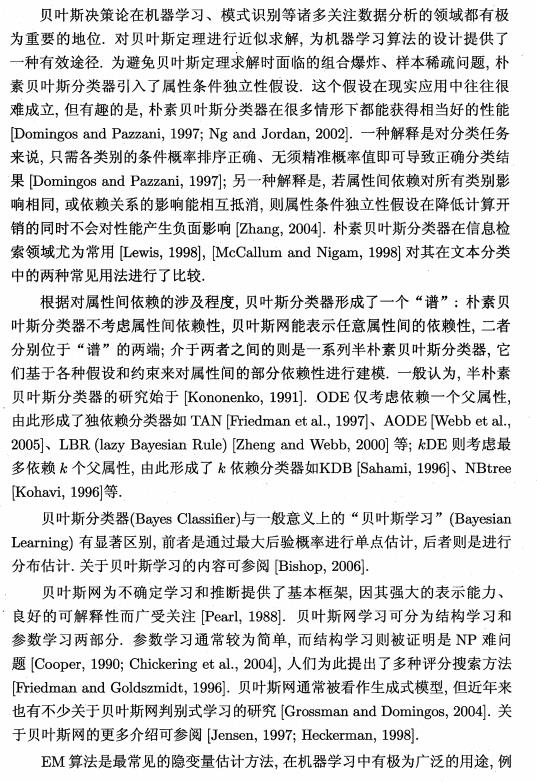 贝叶斯决策论在机器学习、模式识别等诸多关注数据分析的领域都有极
为重要的地位. 对贝叶斯定理进行近似求解, 为机器学习算法的设计提供了
一种有效途径. 为避免贝叶斯定理求解时面临的组合爆炸、样本稀疏问题, 朴
素贝叶斯分类器引入了属性条件独立性假设. 这个假设在现实应用中往往很
难成立, 但有趣的是, 朴素贝叶斯分类器在很多情形下都能获得相当好的性能
[Domingos and Pazzani, 1997; Ng and Jordan, 2002]. 一种解释是对分类任务
来说, 只需各类别的条件概率排序正确、无须精准概率值即可导致正确分类结
果 [Domingos and Pazzani, 1997]; 另一种解释是, 若属性间依赖对所有类别影
响相同, 或依赖关系的影响能相互抵消, 则属性条件独立性假设在降低计算开
销的同时不会对性能产生负面影响 [Zhang, 2004]. 朴素贝叶斯分类器在信息检
索领域尤为常用 [Lewis, 1998], [McCallum and Nigam, 1998] 对其在文本分类
中的两种常见用法进行了比较.
根据对属性间依赖的涉及程度, 贝叶斯分类器形成了一个“谱”: 朴素贝
叶斯分类器不考虑属性间依赖性, 贝叶斯网能表示任意属性间的依赖性, 二者
分别位于“谱”的两端; 介于两者之间的则是一系列半朴素贝叶斯分类器, 它
们基于各种假设和约束来对属性间的部分依赖性进行建模. 一般认为, 半朴素
贝叶斯分类器的研究始于 [Kononenko, 1991]. ODE 仅考虑依赖一个父属性,
由此形成了独依赖分类器如 TAN [Friedman et al., 1997]、AODE [Webb et al.,
2005]、LBR (lazy Bayesian Rule) [Zheng and Webb, 2000] 等; kDE 则考虑最
多依赖 k 个父属性, 由此形成了 k 依赖分类器如KDB [Sahami, 1996]、NBtree
[Kohavi, 1996]等.
贝叶斯分类器(Bayes Classifier)与一般意义上的“贝叶斯学习”(Bayesian
Learning) 有显著区别, 前者是通过最大后验概率进行单点估计, 后者则是进行
分布估计. 关于贝叶斯学习的内容可参阅 [Bishop, 2006].
贝叶斯网为不确定学习和推断提供了基本框架, 因其强大的表示能力、
良好的可解释性而广受关注 [Pearl, 1988]. 贝叶斯网学习可分为结构学习和
参数学习两部分. 参数学习通常较为简单, 而结构学习则被证明是 NP 难问
题 [Cooper, 1990; Chickering et al., 2004], 人们为此提出了多种评分搜索方法
[Friedman and Goldszmidt, 1996]. 贝叶斯网通常被看作生成式模型, 但近年来
也有不少关于贝叶斯网判别式学习的研究 [Grossman and Domingos, 2004]. 关
于贝叶斯网的更多介绍可参阅 [Jensen, 1997; Heckerman, 1998].
EM 算法是最常见的隐变量估计方法, 在机器学习中有极为广泛的用途, 例